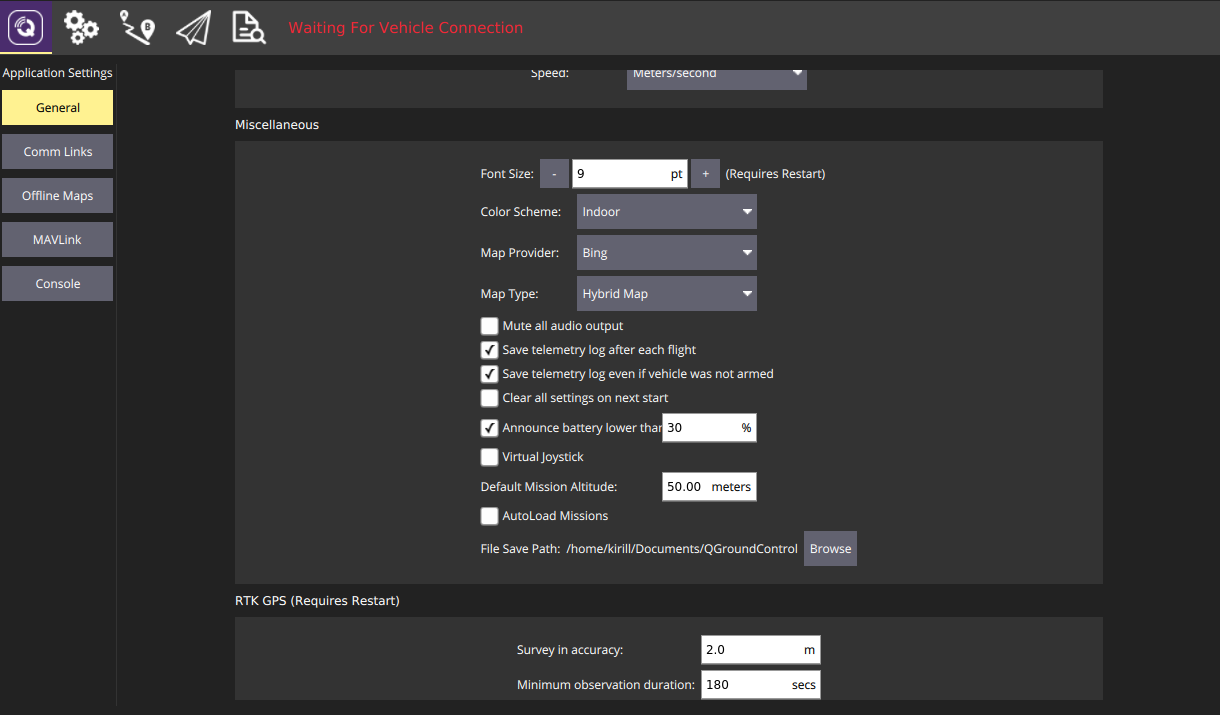 Waiting For Vehicle Connection
Application Settings
General
Comm Links
Offline Maps
MAVLink
Console
Speed: Meters/second
Miscellaneous
Font Size: - 9 pt + (Requires Restart)
Color Scheme: Indoor
Map Provider: Bing
Map Type: Hybrid Map
Mute all audio output
Save telemetry log after each flight
Save telemetry log even if vehicle was not armed
Clear all settings on next start
Announce battery lower than 30 %
Virtual Joystick
Default Mission Altitude: 50.00 meters
AutoLoad Missions
File Save Path: /home/kirill/Documents/QGroundControl Browse
RTK GPS (Requires Restart)
Survey in accuracy: 2.0 m
Minimum observation duration: 180 secs